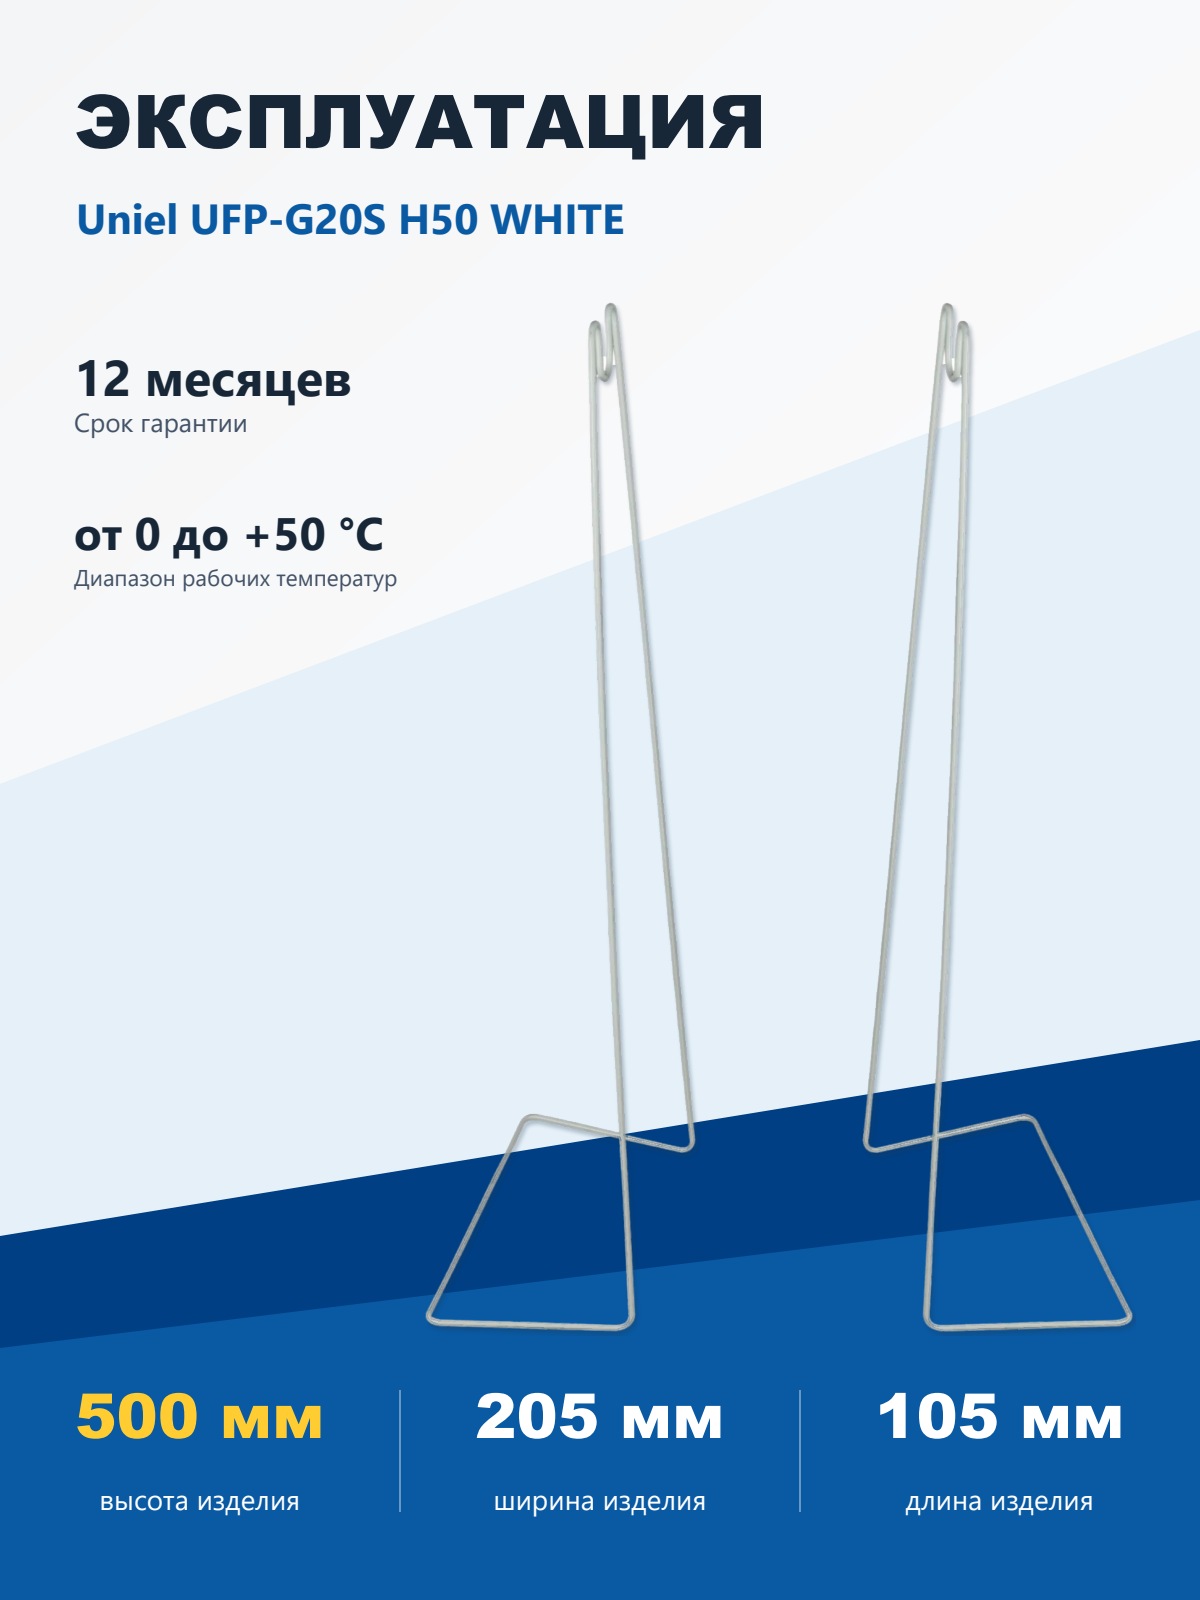 ЭКСПЛУАТАЦИЯ
Uniel UFP-G20S H50 WHITE
12 месяцев
Срок гарантии
от 0 до +50 °C
Диапазон рабочих температур
500 мм
высота изделия
205 мм
ширина изделия
105 мм
длина изделия